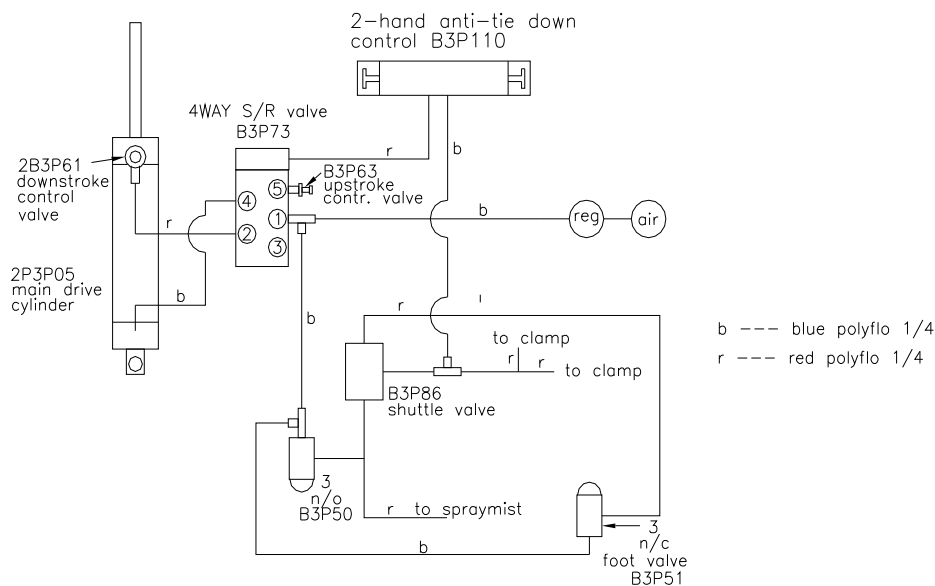 2-hand anti-tie down
control B3P110
4WAY S/R valve
B3P73
r
b
2B3P61
downstroke
control
valve
B3P63
upstroke
contr. valve
5
4
1
2
3
b
reg
air
r
2P3P05
main drive
cylinder
b
b
r
ı
to clamp
r
r
to clamp
B3P86
shuttle valve
b --- blue polyflo 1/4
r --- red polyflo 1/4
3
n/o
B3P50
r to spraymist
b
3
n/c
foot valve
B3P51